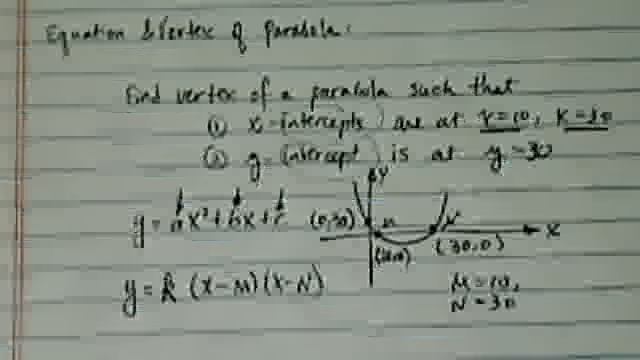 Equation & Vertex of parabola:
Find vertex of a parabola such that
(1) x-intercepts are at x=10, x=30
(2) y-intercept is at y=30
y
y = ax² + bx + c (0,30) M N x
(10,0) (30,0)
y = k (x-M)(x-N) M=10,
N=30